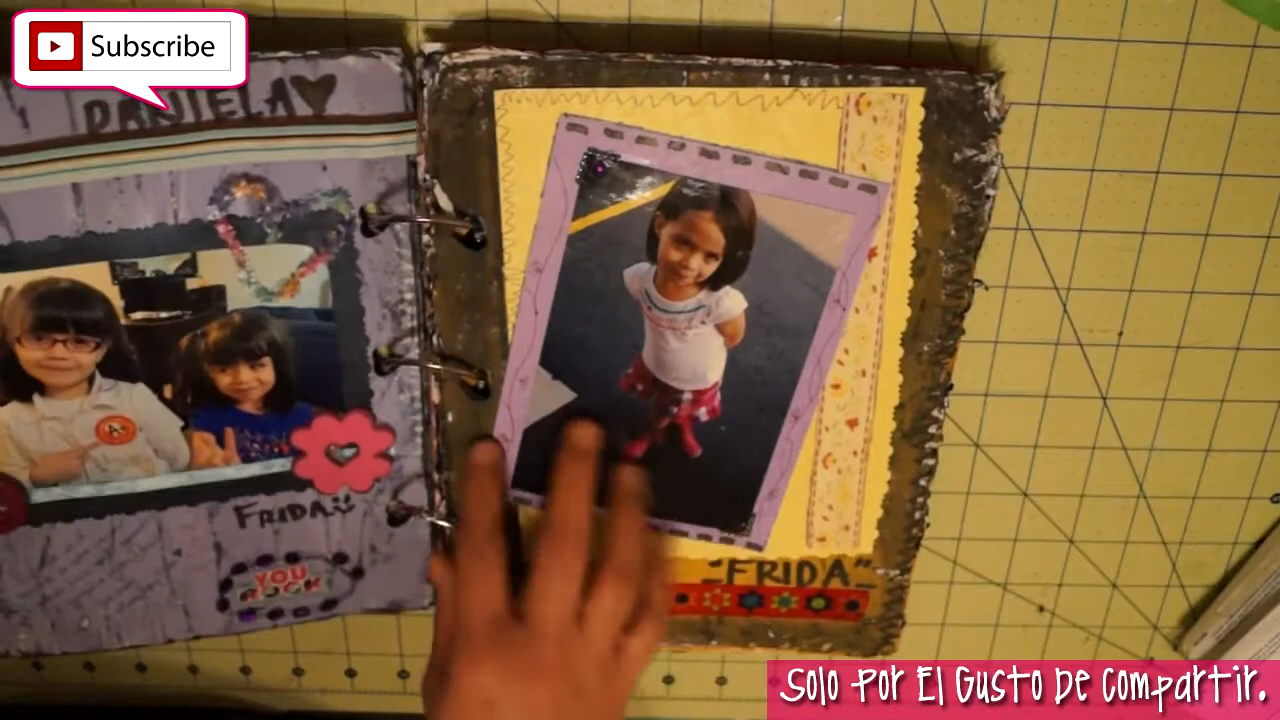 Subscribe
DANIELA
FRIDA
YOU
ROCK
A+
"FRIDA"
Solo Por El Gusto De Compartir.